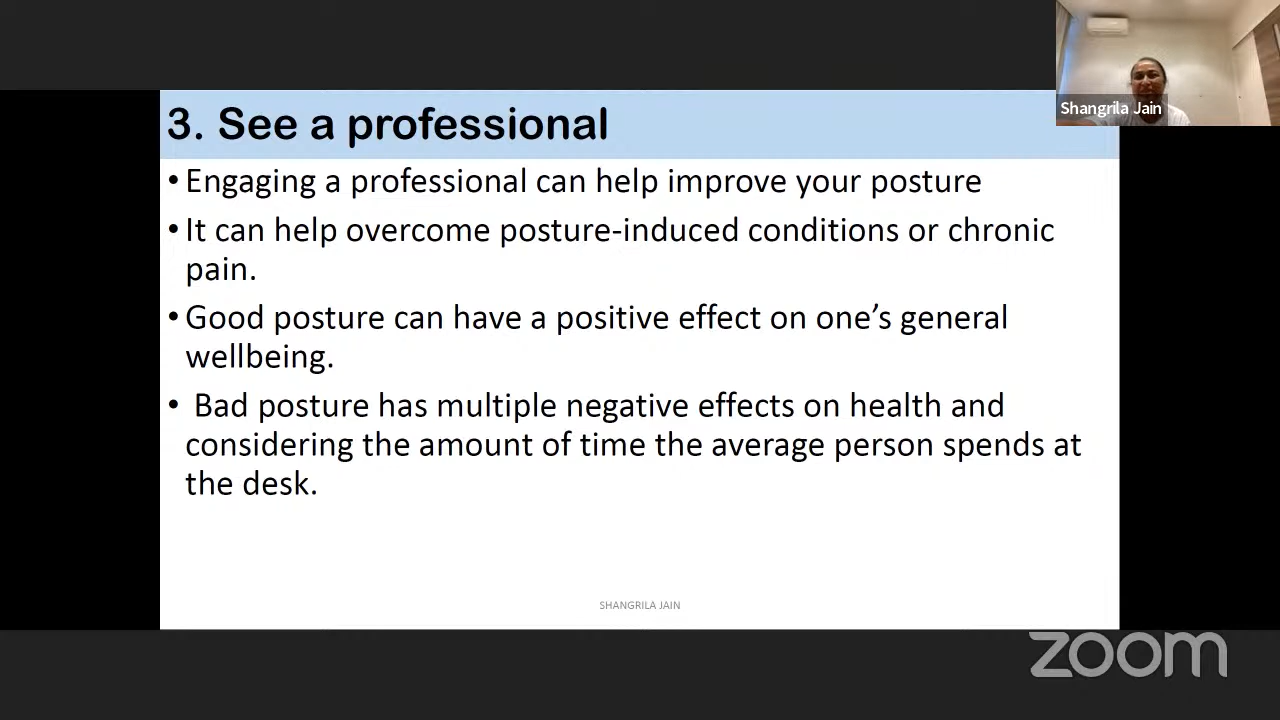 Shangrila Jain
3. See a professional
• Engaging a professional can help improve your posture
• It can help overcome posture-induced conditions or chronic
pain.
• Good posture can have a positive effect on one’s general
wellbeing.
• Bad posture has multiple negative effects on health and
considering the amount of time the average person spends at
the desk.
SHANGRILA JAIN
zoom